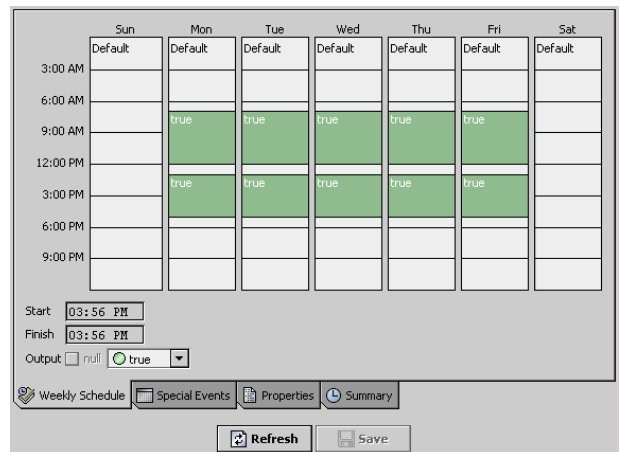 Sun Mon Tue Wed Thu Fri Sat
Default Default Default Default Default Default Default
3:00 AM
6:00 AM
true true true true true
9:00 AM
12:00 PM
true true true true true
3:00 PM
6:00 PM
9:00 PM
Start 03:56 PM
Finish 03:56 PM
Output null true
Weekly Schedule Special Events Properties Summary
Refresh Save